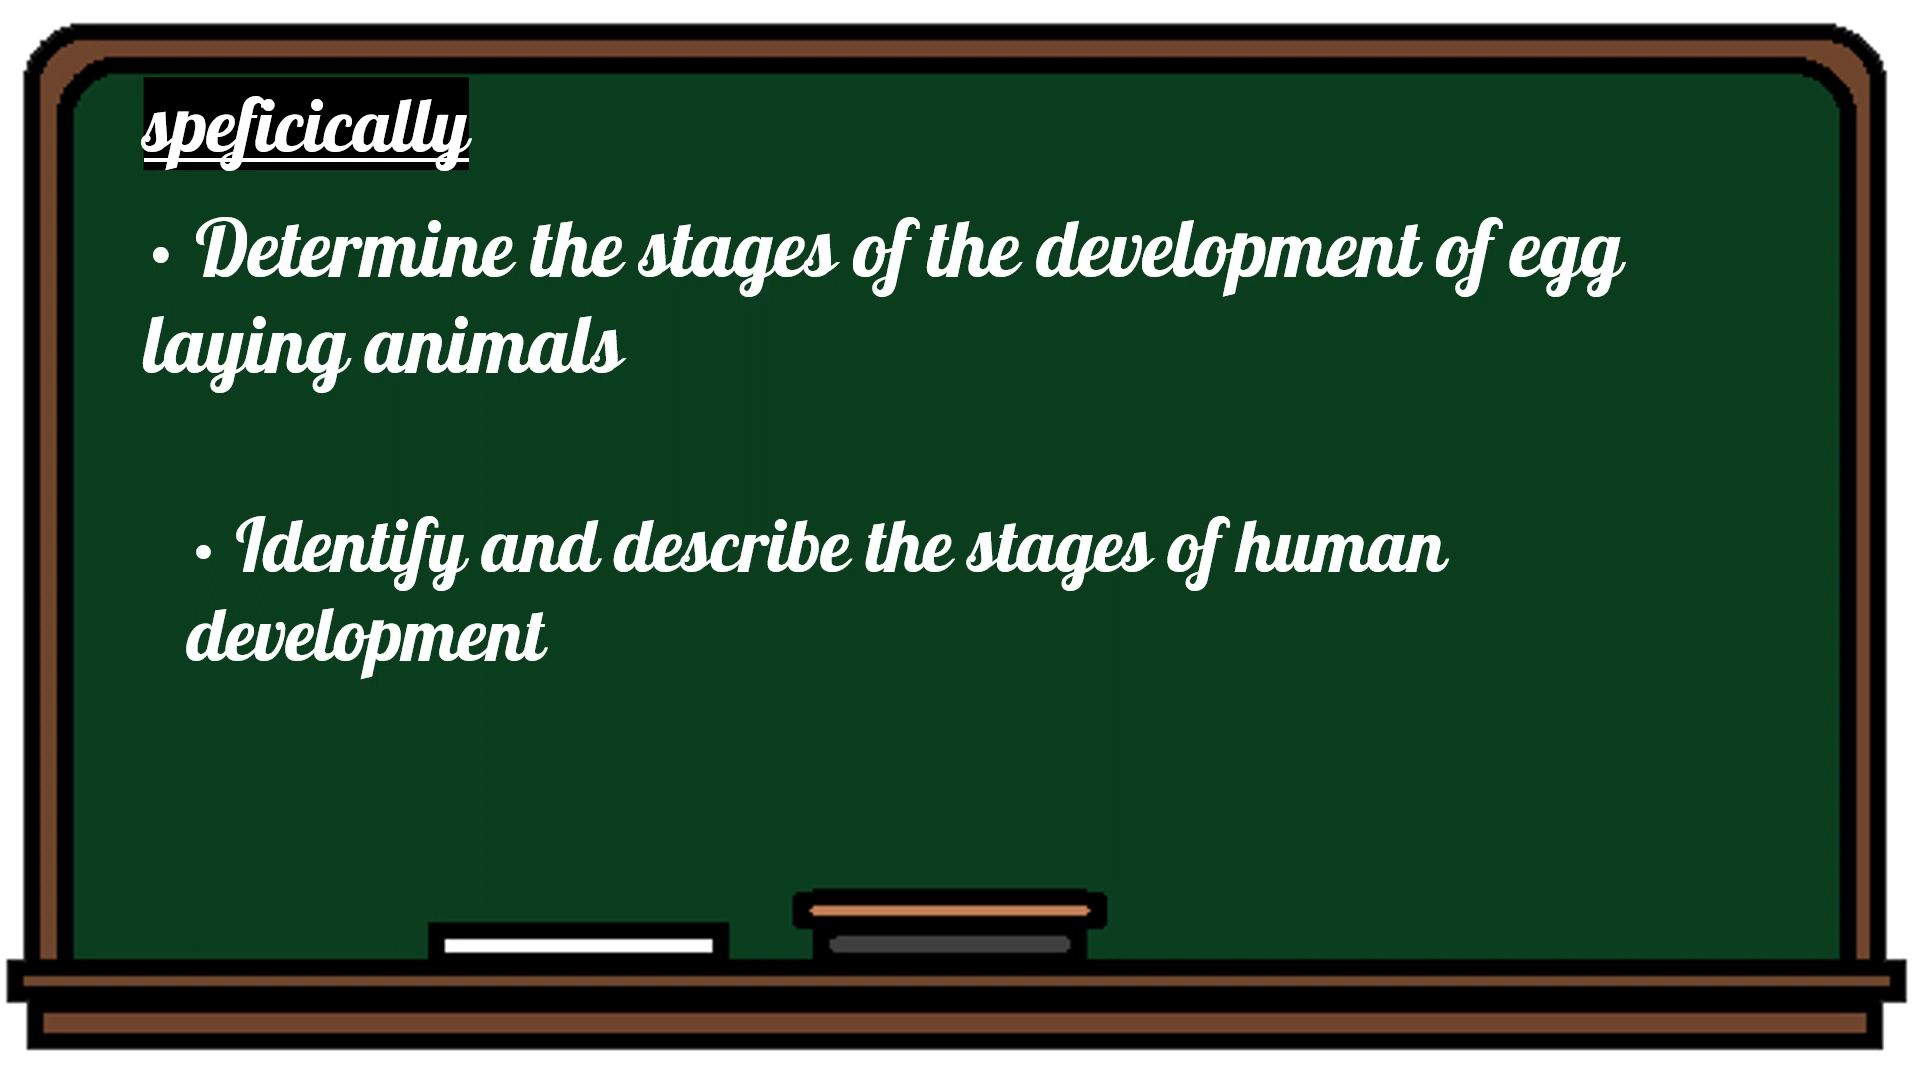 speficically
• Determine the stages of the development of egg
laying animals
• Identify and describe the stages of human
development